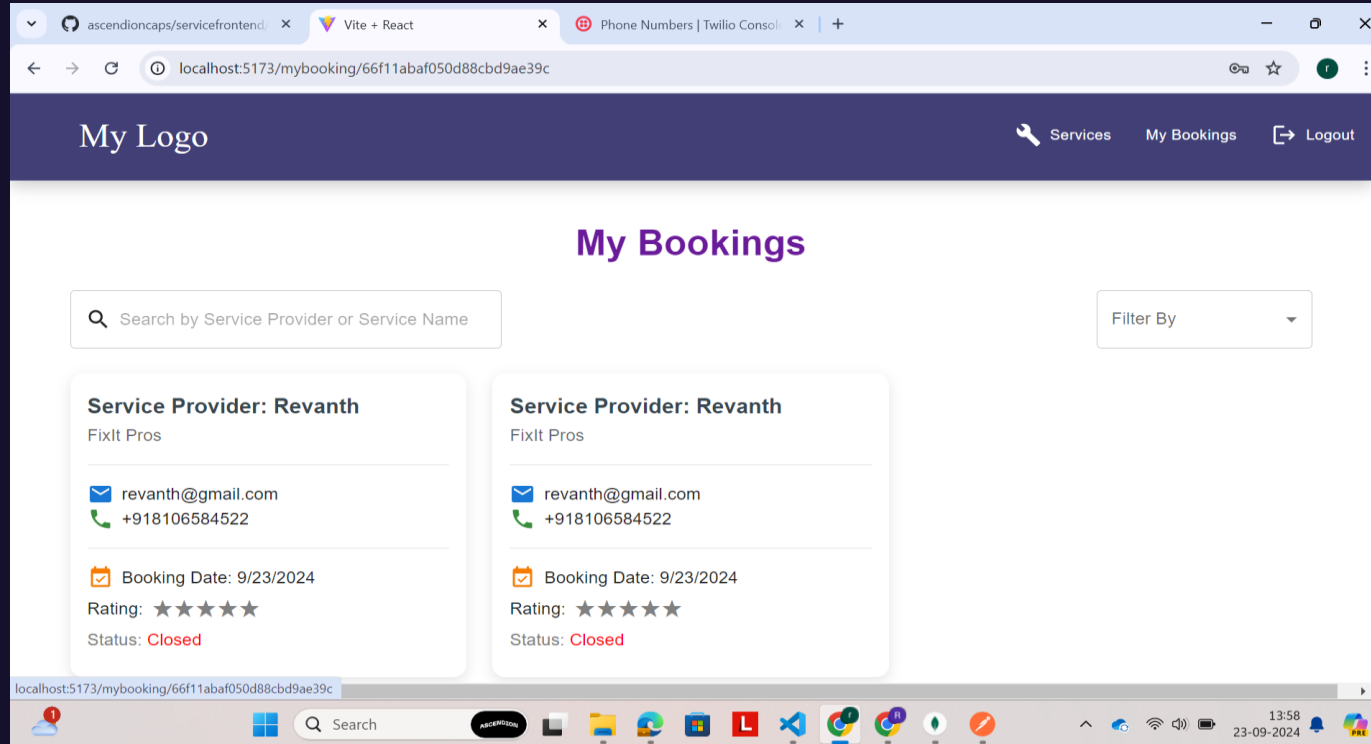 ascendioncaps/servicefrontend
Vite + React
Phone Numbers | Twilio Consol
localhost:5173/mybooking/66f11abaf050d88cbd9ae39c
r
My Logo
Services
My Bookings
Logout
My Bookings
Search by Service Provider or Service Name
Filter By
Service Provider: Revanth
FixIt Pros
revanth@gmail.com
+918106584522
Booking Date: 9/23/2024
Rating: ★★★★★
Status: Closed
Service Provider: Revanth
FixIt Pros
revanth@gmail.com
+918106584522
Booking Date: 9/23/2024
Rating: ★★★★★
Status: Closed
localhost:5173/mybooking/66f11abaf050d88cbd9ae39c
1
Search
ASCENDION
L
r
R
13:58
23-09-2024
PRE